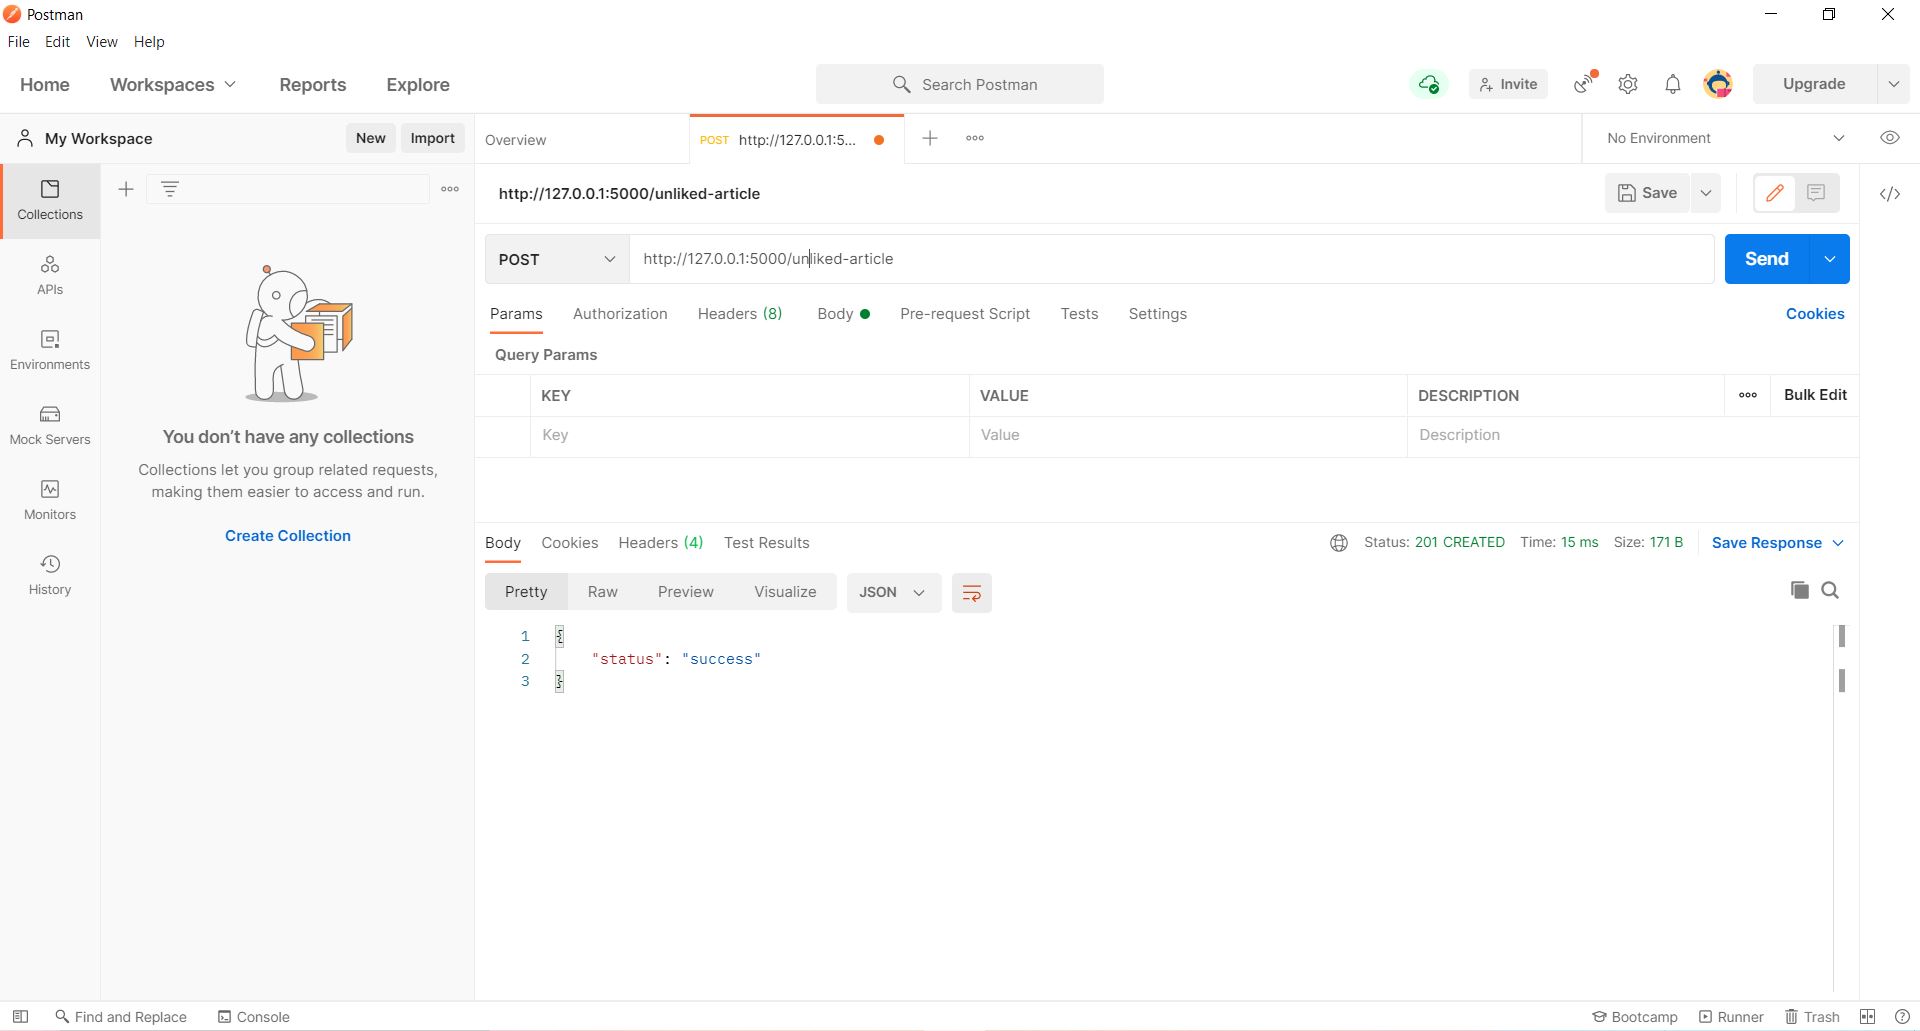 Postman
File Edit View Help
Home Workspaces Reports Explore Search Postman Invite Upgrade
My Workspace New Import Overview POST http://127.0.0.1:5... No Environment
http://127.0.0.1:5000/unliked-article Save
Collections
POST http://127.0.0.1:5000/unliked-article Send
APIs
Params Authorization Headers (8) Body Pre-request Script Tests Settings Cookies
Query Params
Environments
KEY VALUE DESCRIPTION Bulk Edit
Key Value Description
Mock Servers
You don't have any collections
Collections let you group related requests,
making them easier to access and run.
Monitors
Create Collection
Body Cookies Headers (4) Test Results Status: 201 CREATED Time: 15 ms Size: 171 B Save Response
History
Pretty Raw Preview Visualize JSON
1 {
2 "status": "success"
3 }
Find and Replace Console Bootcamp Runner Trash